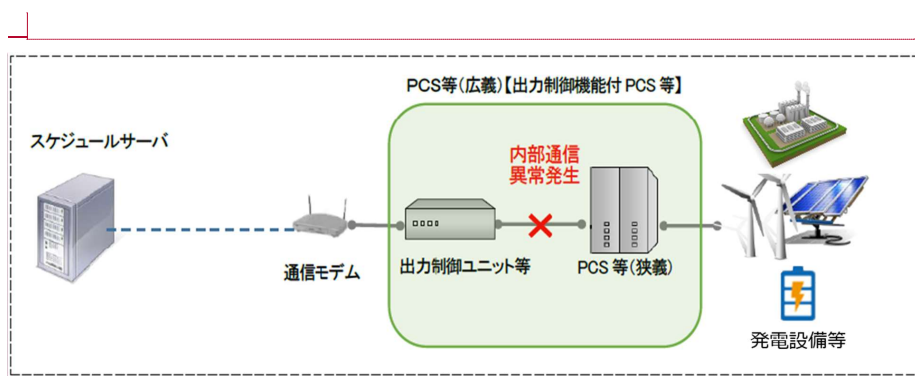 PCS等(広義)【出力制御機能付 PCS 等】
スケジュールサーバ
内部通信
異常発生
通信モデム
出力制御ユニット等
PCS 等(狭義)
発電設備等